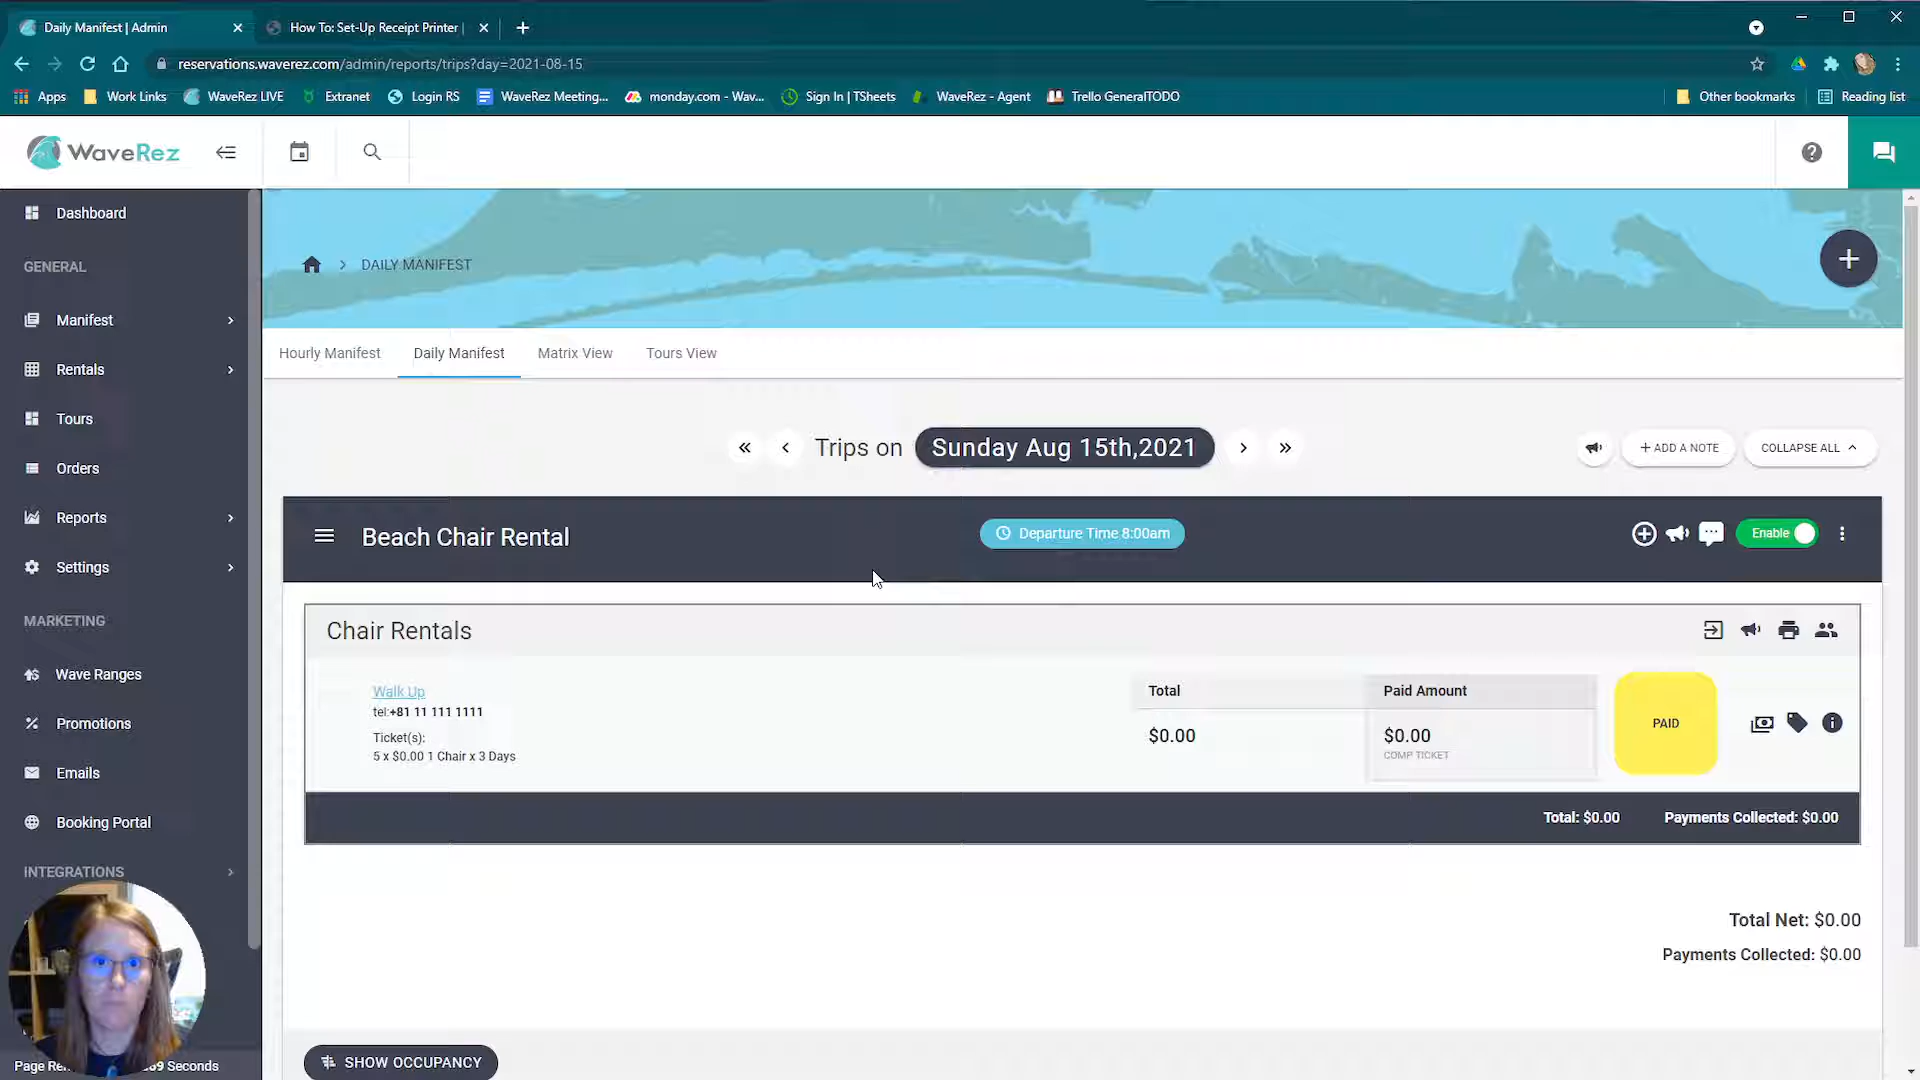 Daily Manifest | Admin
How To: Set-Up Receipt Printer |
reservations.waverez.com/admin/reports/trips?day=2021-08-15
Apps
Work Links
WaveRez LIVE
Extranet
Login RS
WaveRez Meeting...
monday.com - Wav...
Sign In | TSheets
WaveRez - Agent
Trello GeneralTODO
Other bookmarks
Reading list
WaveRez
Dashboard
GENERAL
Manifest
Rentals
Tours
Orders
Reports
Settings
MARKETING
Wave Ranges
Promotions
Emails
Booking Portal
INTEGRATIONS
Seconds
DAILY MANIFEST
Hourly Manifest
Daily Manifest
Matrix View
Tours View
Trips on Sunday Aug 15th,2021
+ ADD A NOTE
COLLAPSE ALL
Beach Chair Rental
Departure Time 8:00am
Enable
Chair Rentals
Walk Up
tel:+81 11 111 1111
Ticket(s):
5 x $0.00 1 Chair x 3 Days
Total
$0.00
Paid Amount
$0.00
COMP TICKET
PAID
Total: $0.00
Payments Collected: $0.00
Total Net: $0.00
Payments Collected: $0.00
SHOW OCCUPANCY